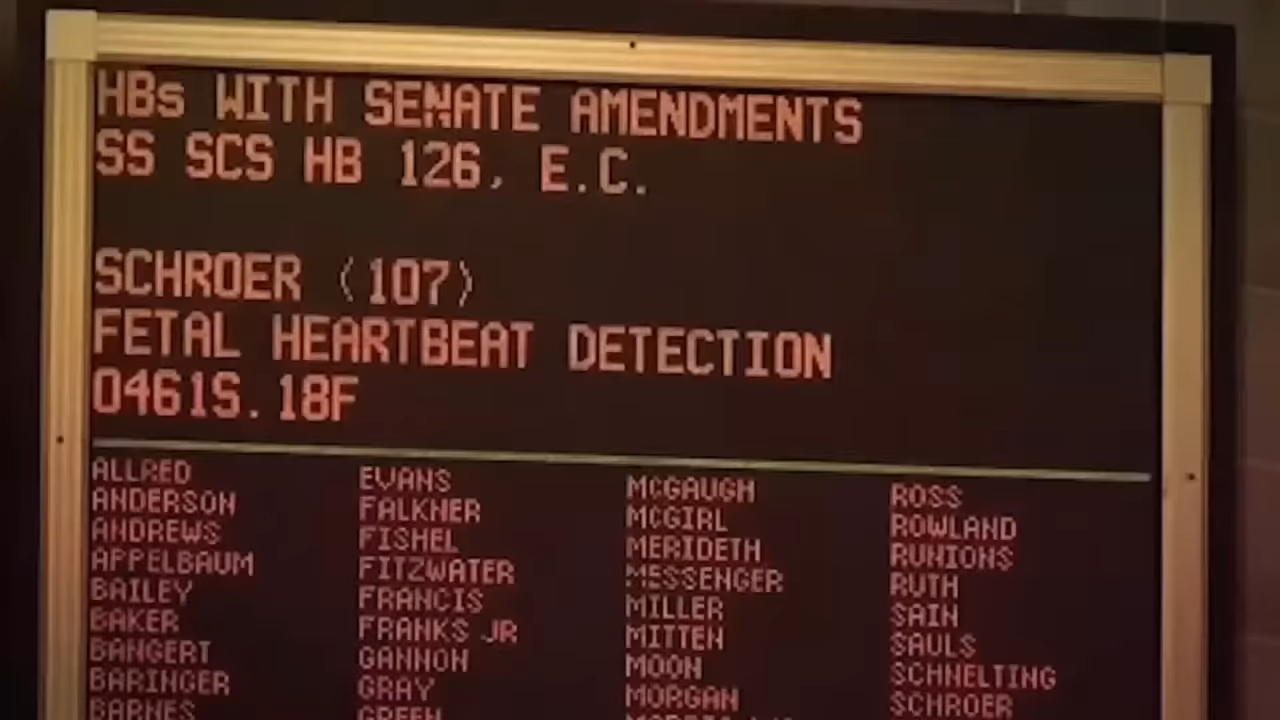 HBs WITH SENATE AMENDMENTS
SS SCS HB 126, E.C.
SCHROER (107)
FETAL HEARTBEAT DETECTION
0461S.18F
ALLRED EVANS MCGAUGH ROSS
ANDERSON FALKNER MCGIRL ROWLAND
ANDREWS FISHEL MERIDETH RUNIONS
APPELBAUM FITZWATER MESSENGER RUTH
BAILEY FRANCIS MILLER SAIN
BAKER FRANKS JR MITTEN SAULS
BANGERT GANNON MOON SCHNELTING
BARINGER GRAY MORGAN SCHROER
BARNES GREEN